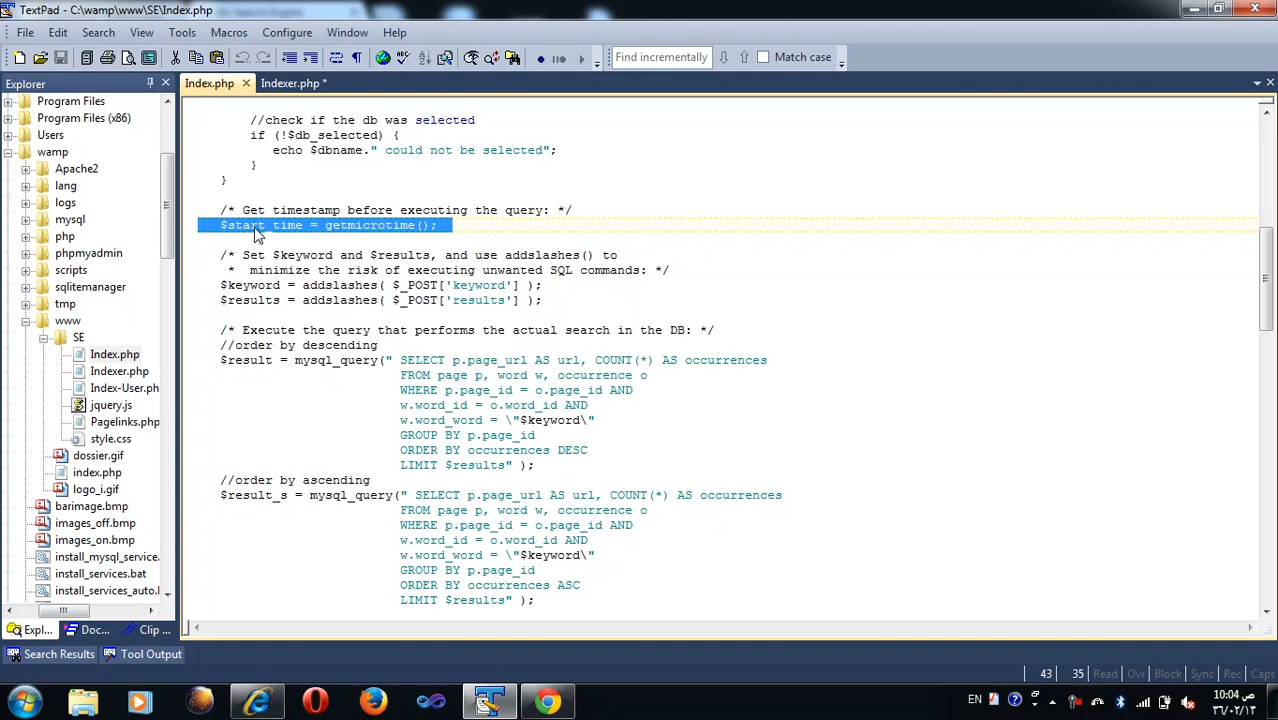 TextPad - C:\wamp\www\SE\Index.php
File Edit Search View Tools Macros Configure Window Help
Find incrementally Match case
Explorer
Index.php
Indexer.php *
Program Files
Program Files (x86)
Users
wamp
Apache2
lang
logs
mysql
php
phpmyadmin
scripts
sqlitemanager
tmp
www
SE
Index.php
Indexer.php
Index-User.ph
jquery.js
Pagelinks.php
style.css
dossier.gif
index.php
logo_i.gif
barimage.bmp
images_off.bmp
images_on.bmp
install_mysql_service.
install_services.bat
install_services_auto.l
//check if the db was selected
if (!$db_selected) {
echo $dbname." could not be selected";
}
}
/* Get timestamp before executing the query: */
$start_time = getmicrotime();
/* Set $keyword and $results, and use addslashes() to
* minimize the risk of executing unwanted SQL commands: */
$keyword = addslashes( $_POST['keyword'] );
$results = addslashes( $_POST['results'] );
/* Execute the query that performs the actual search in the DB: */
//order by descending
$result = mysql_query(" SELECT p.page_url AS url, COUNT(*) AS occurrences
FROM page p, word w, occurrence o
WHERE p.page_id = o.page_id AND
w.word_id = o.word_id AND
w.word_word = \"$keyword\"
GROUP BY p.page_id
ORDER BY occurrences DESC
LIMIT $results" );
//order by ascending
$result_s = mysql_query(" SELECT p.page_url AS url, COUNT(*) AS occurrences
FROM page p, word w, occurrence o
WHERE p.page_id = o.page_id AND
w.word_id = o.word_id AND
w.word_word = \"$keyword\"
GROUP BY p.page_id
ORDER BY occurrences ASC
LIMIT $results" );
Expl... Doc... Clip ...
Search Results Tool Output
43 35 Read Ovr Block Sync Rec Caps
EN
10:04 ص
٣٦/٠٢/١٣